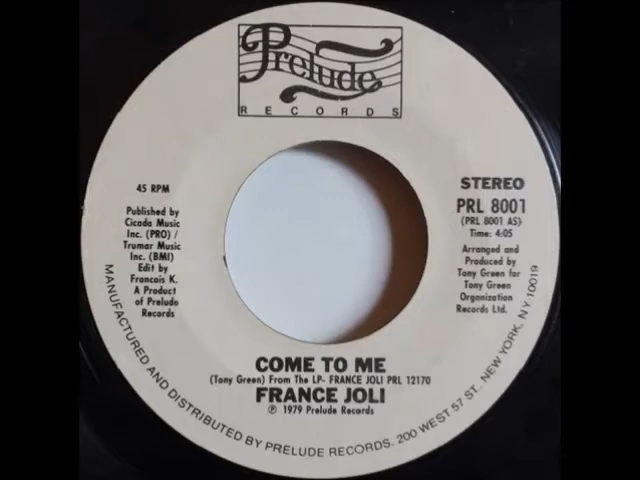 Prelude
RECORDS
45 RPM
Published by
Cicada Music
Inc. (PRO) /
Trumar Music
Inc. (BMI)
Edit by
Francois K.
A Product
of Prelude
Records
STEREO
PRL 8001
(PRL 8001 AS)
Time: 4:05
Arranged and
Produced by
Tony Green for
Tony Green
Organization
Records Ltd.
COME TO ME
(Tony Green) From The LP- FRANCE JOLI PRL 12170
FRANCE JOLI
℗ 1979 Prelude Records
MANUFACTURED AND DISTRIBUTED BY PRELUDE RECORDS, 200 WEST 57 ST. NEW YORK, NY 10019